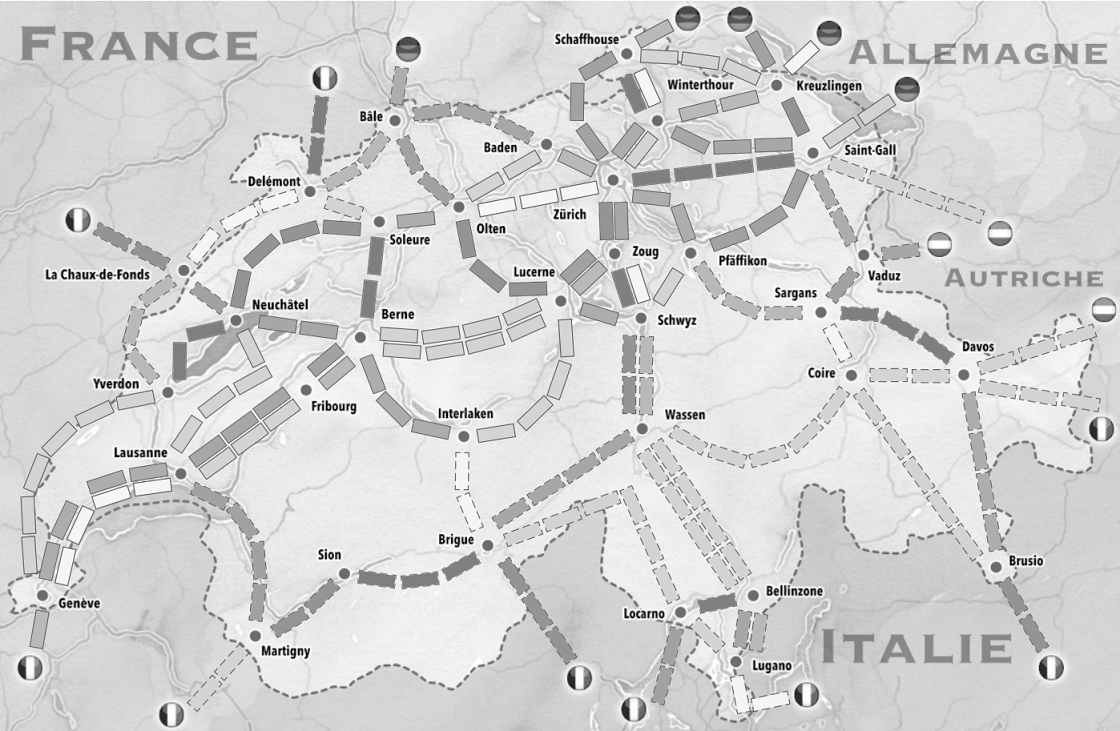 FRANCE
Schaffhouse
ALLEMAGNE
Winterthour
Kreuzlingen
Bâle
Baden
Saint-Gall
Delémont
Zürich
Olten
Soleure
La Chaux-de-Fonds
Zoug
Pfäffikon
Lucerne
Vaduz
AUTRICHE
Sargans
Neuchâtel
Berne
Schwyz
Davos
Coire
Yverdon
Fribourg
Interlaken
Wassen
Lausanne
Brigue
Sion
Brusio
Genève
Bellinzone
Locarno
Martigny
Lugano
ITALIE